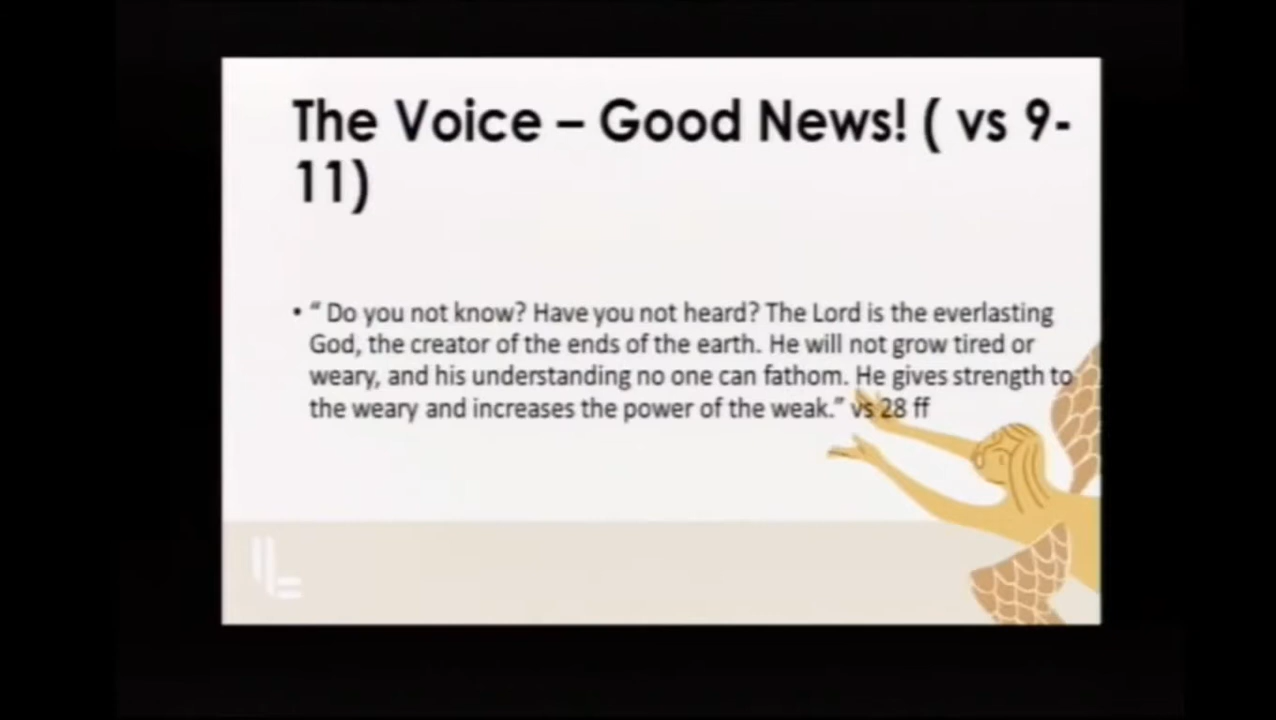 The Voice – Good News! ( vs 9-
11)
• “ Do you not know? Have you not heard? The Lord is the everlasting
God, the creator of the ends of the earth. He will not grow tired or
weary, and his understanding no one can fathom. He gives strength to
the weary and increases the power of the weak.” vs 28 ff